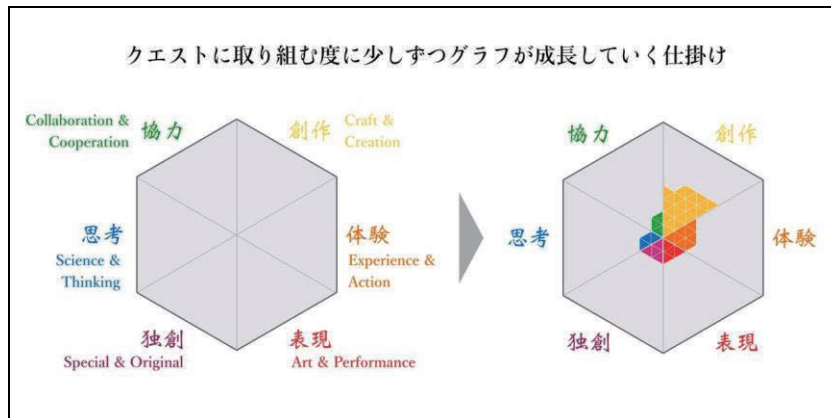 クエストに取り組む度に少しずつグラフが成長していく仕掛け
Collaboration &
Cooperation
協力
創作
Craft &
Creation
思考
Science &
Thinking
体験
Experience &
Action
独創
Special & Original
表現
Art & Performance
協力
創作
思考
体験
独創
表現